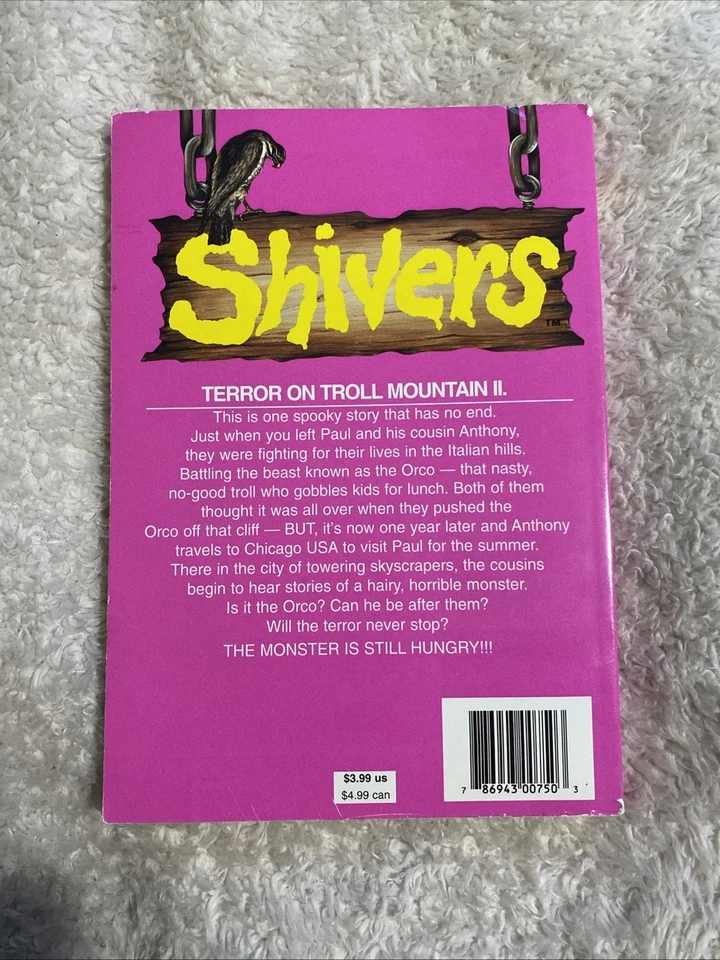 Shivers
TM
TERROR ON TROLL MOUNTAIN II.
This is one spooky story that has no end.
Just when you left Paul and his cousin Anthony,
they were fighting for their lives in the Italian hills.
Battling the beast known as the Orco — that nasty,
no-good troll who gobbles kids for lunch. Both of them
thought it was all over when they pushed the
Orco off that cliff — BUT, it's now one year later and Anthony
travels to Chicago USA to visit Paul for the summer.
There in the city of towering skyscrapers, the cousins
begin to hear stories of a hairy, horrible monster.
Is it the Orco? Can he be after them?
Will the terror never stop?
THE MONSTER IS STILL HUNGRY!!!
$3.99 us
$4.99 can
7 86943 00750 3